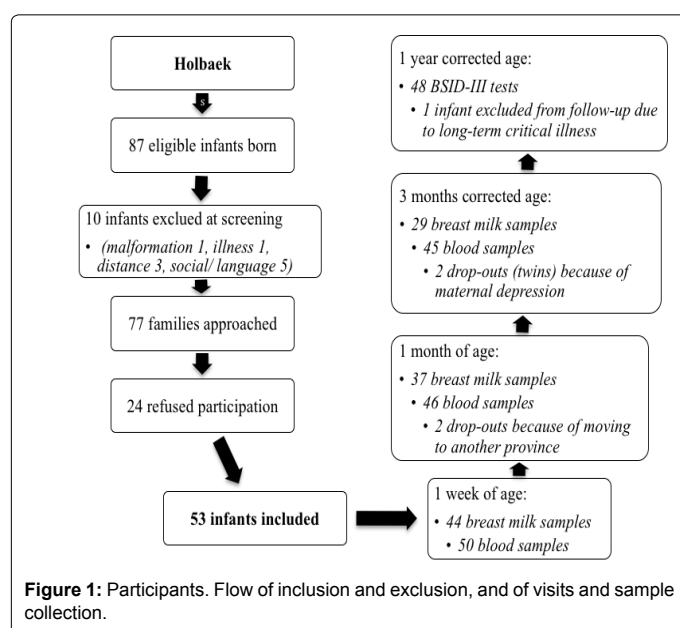 Holbaek
s
87 eligible infants born
10 infants exclued at screening
• (malformation 1, illness 1,
distance 3, social/ language 5)
77 families approached
24 refused participation
53 infants included
1 week of age:
• 44 breast milk samples
• 50 blood samples
1 month of age:
• 37 breast milk samples
• 46 blood samples
• 2 drop-outs because of moving
to another province
3 months corrected age:
• 29 breast milk samples
• 45 blood samples
• 2 drop-outs (twins) because of
maternal depression
1 year corrected age:
• 48 BSID-III tests
• 1 infant excluded from follow-up due
to long-term critical illness
Figure 1: Participants. Flow of inclusion and exclusion, and of visits and sample
collection.